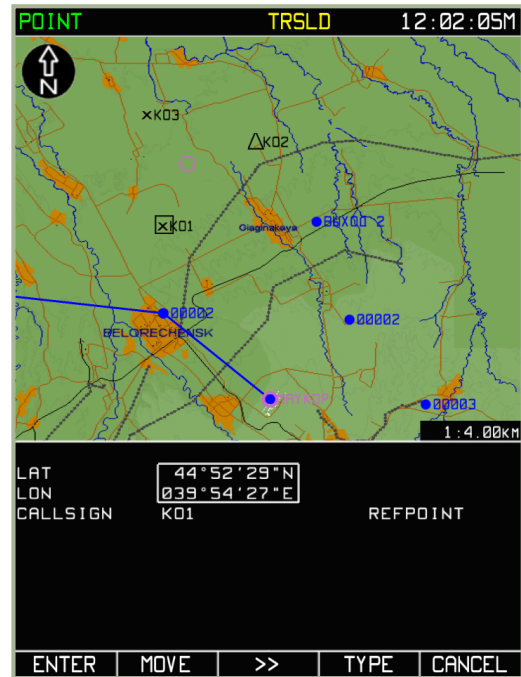 POINT TRSLD 12:02:05M
N
K03
K02
K01
Giaginskaya
00002
BELORECHENSK
00002
00003
1:4.00км
LAT 44°52'29"N
LON 039°54'27"E
CALLSIGN K01 REFPOINT
ENTER MOVE >> TYPE CANCEL